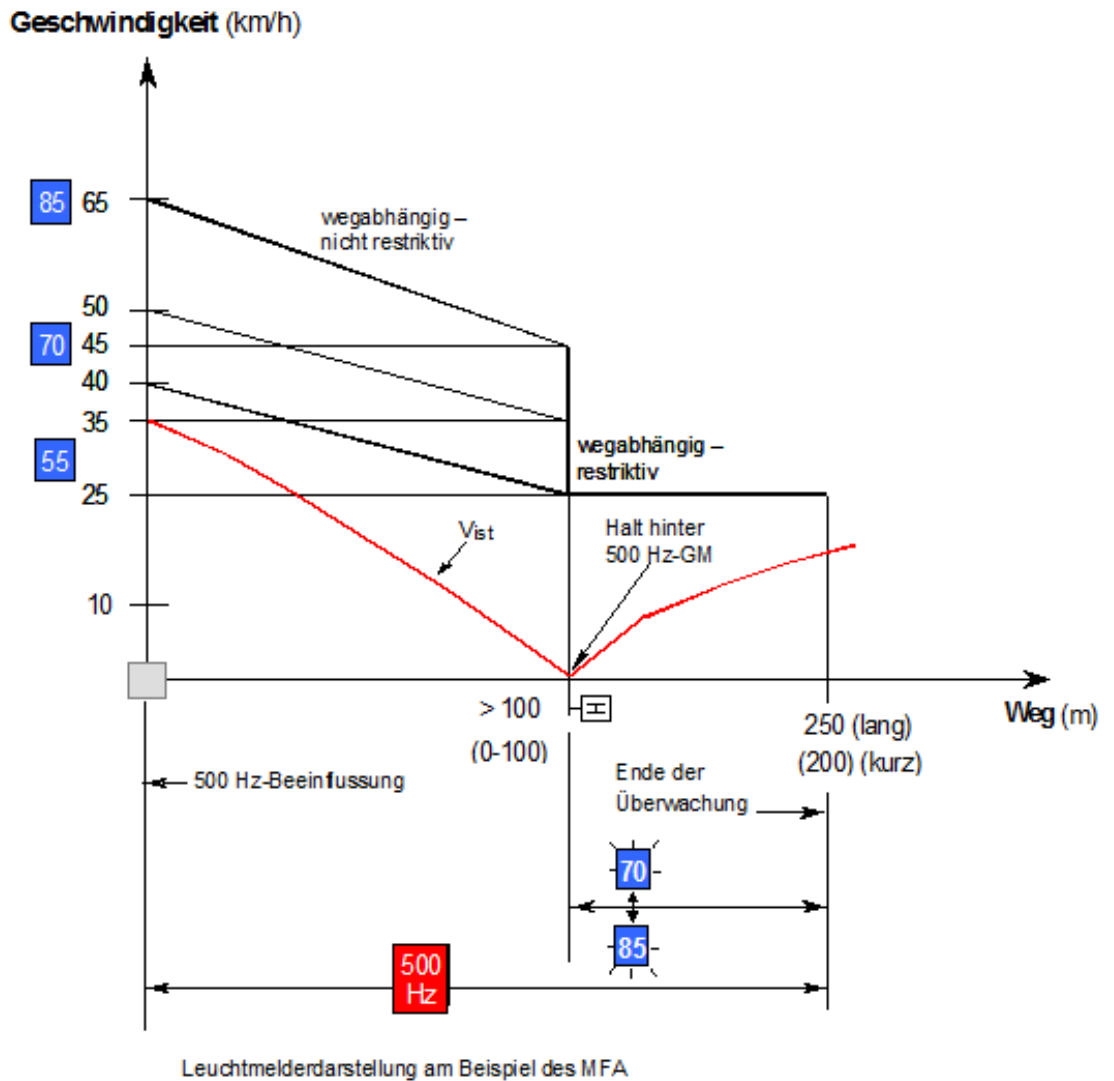 Geschwindigkeit (km/h)
85 65
wegabhängig –
nicht restriktiv
50
70 45
40
35
55
25
wegabhängig –
restriktiv
Vist
Halt hinter
500 Hz-GM
10
> 100
(0-100)
H
250 (lang)
(200) (kurz)
Weg (m)
500 Hz-Beeinflussung
Ende der
Überwachung
70
85
500
Hz
Leuchtmelderdarstellung am Beispiel des MFA